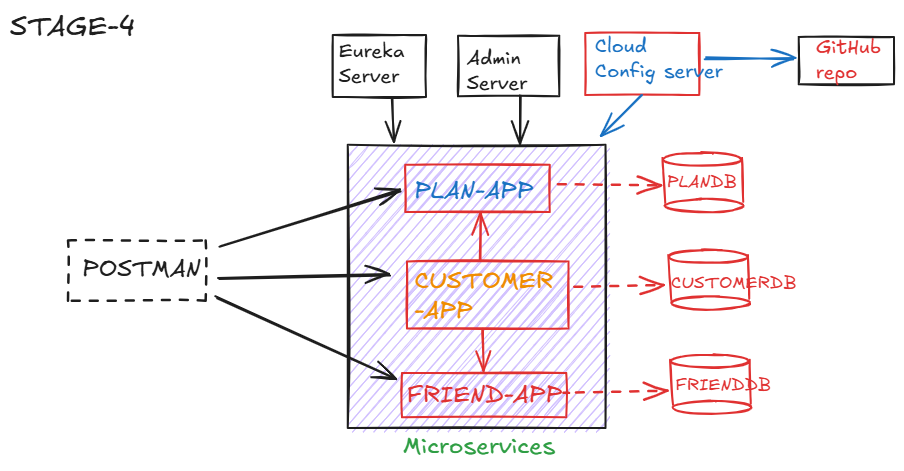 STAGE-4
Eureka
Server
Admin
Server
Cloud
Config server
GitHub
repo
PLAN-APP
PLANDB
POSTMAN
CUSTOMER
-APP
CUSTOMERDB
FRIEND-APP
FRIENDDB
Microservices